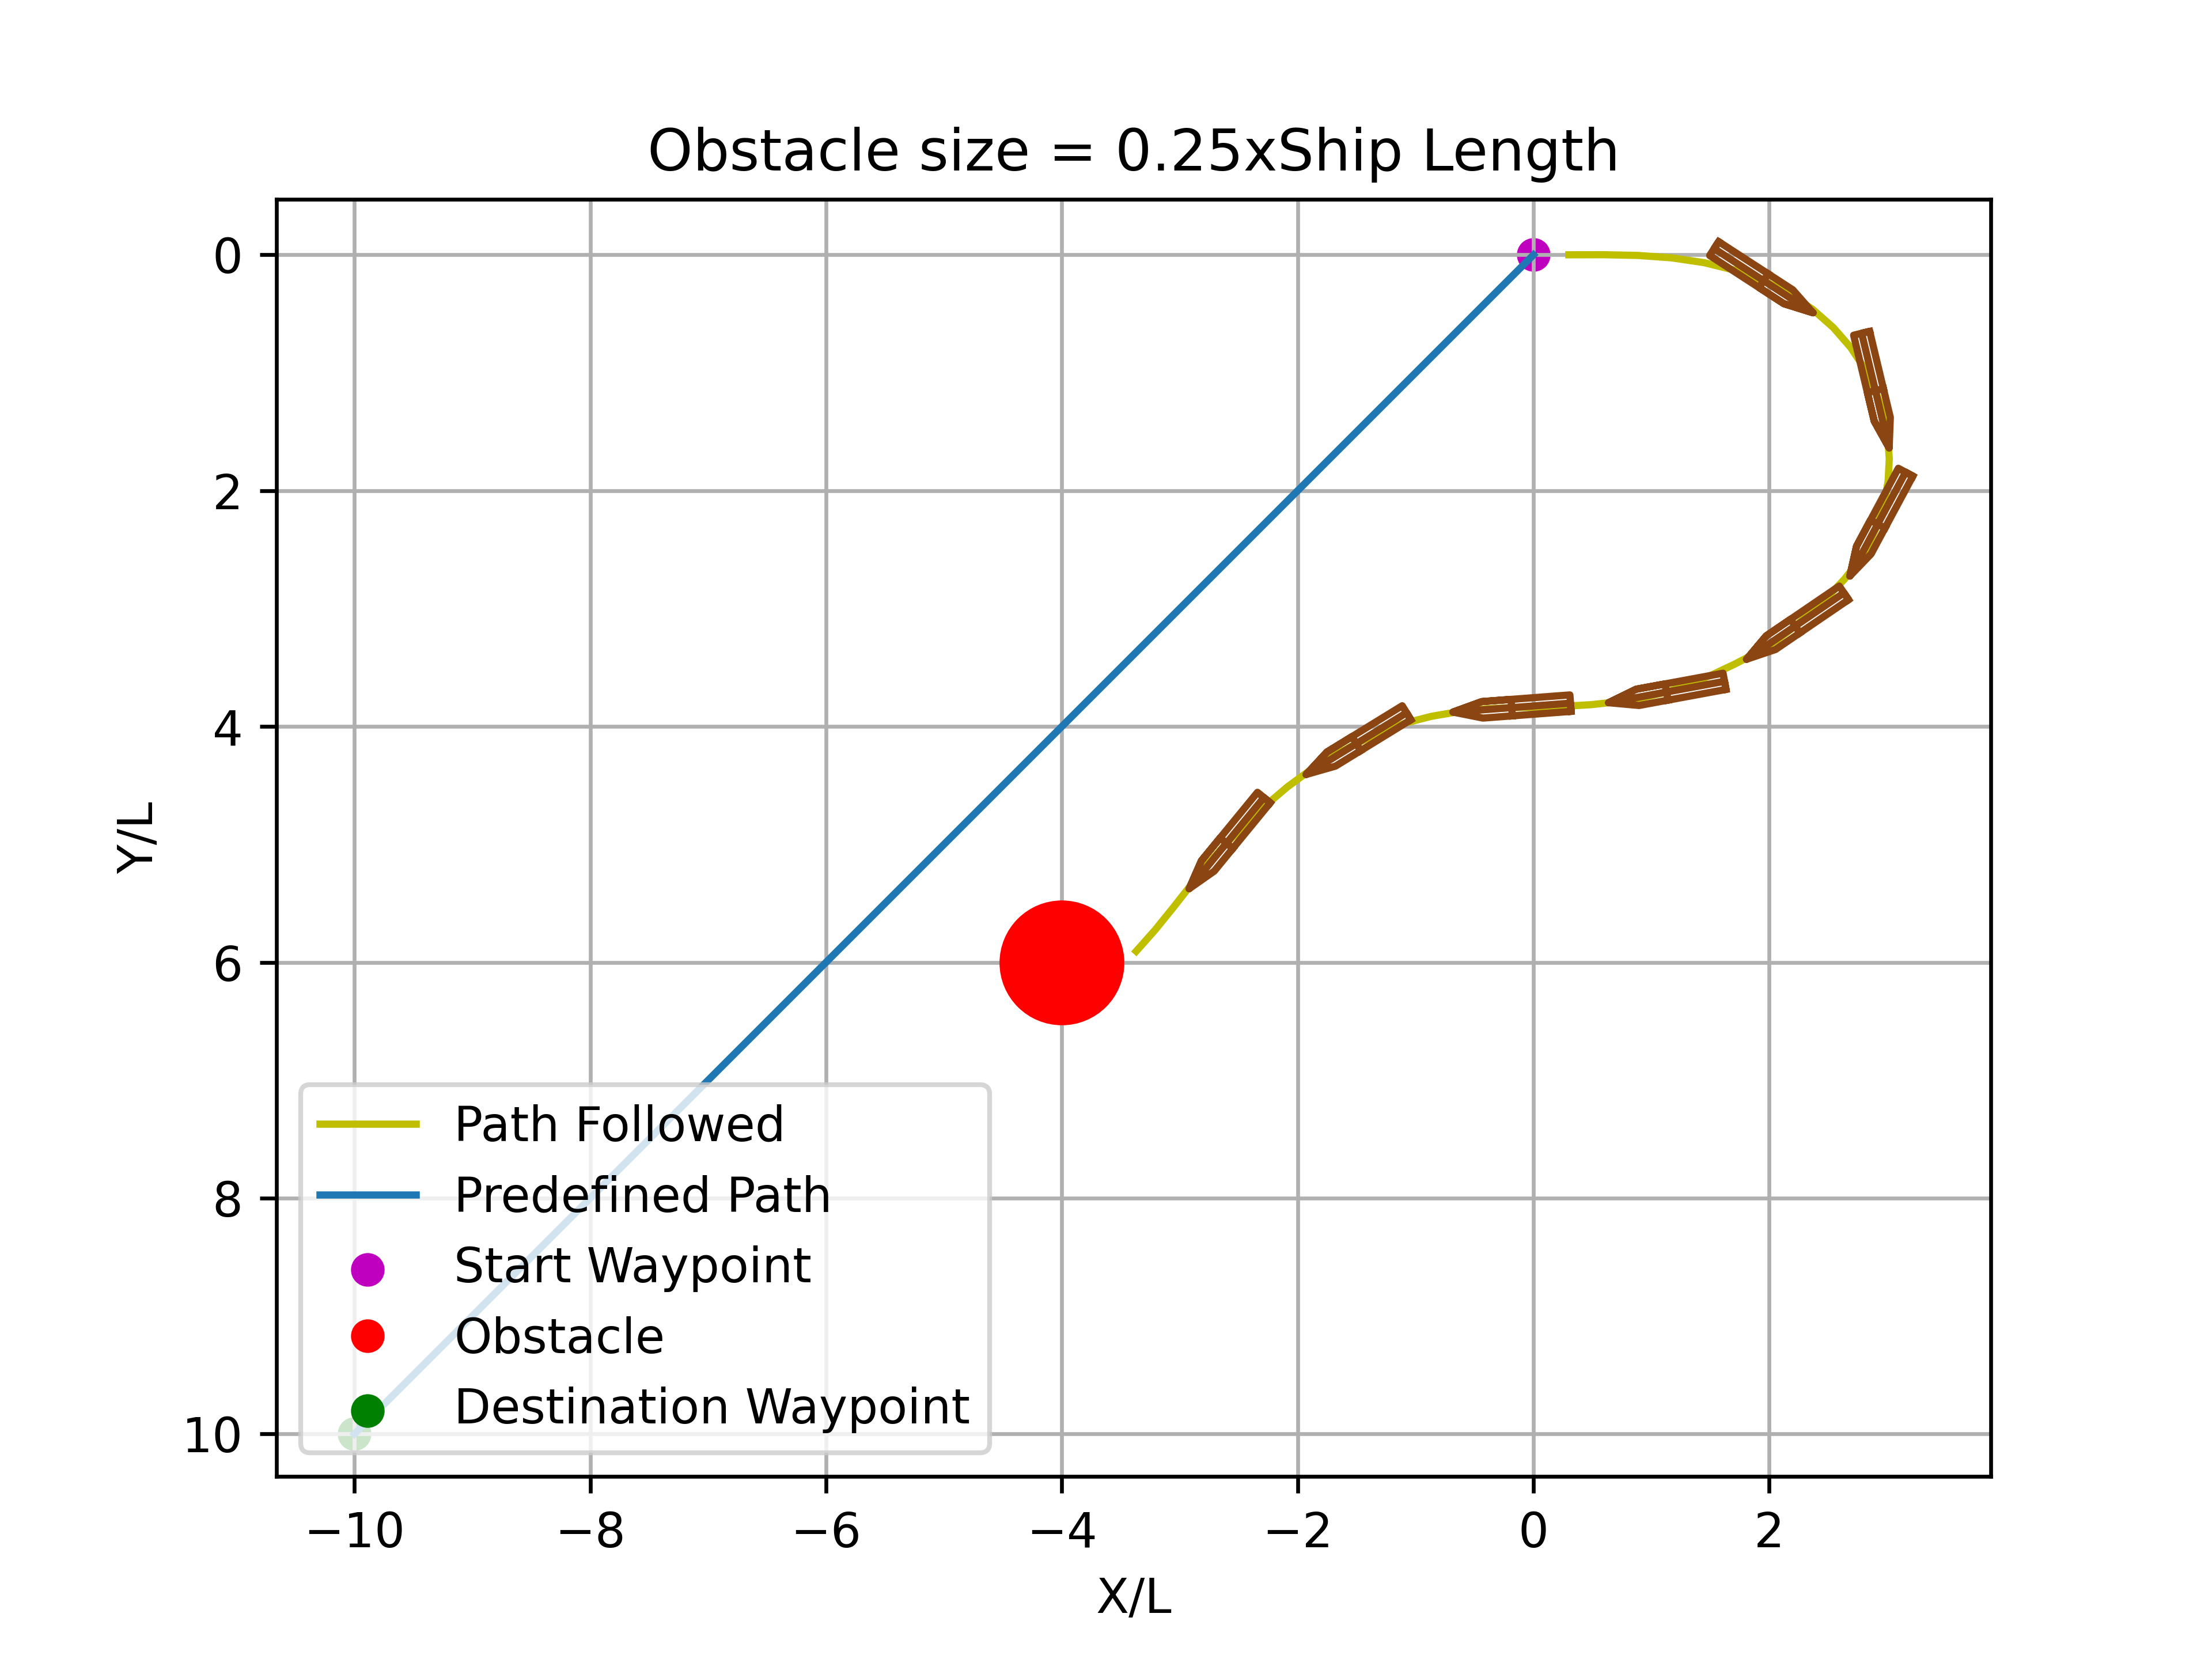 Obstacle size = 0.25xShip Length
0
2
4
6
8
10
Y/L
Path Followed
Predefined Path
Start Waypoint
Obstacle
Destination Waypoint
−10 −8 −6 −4 −2 0 2
X/L